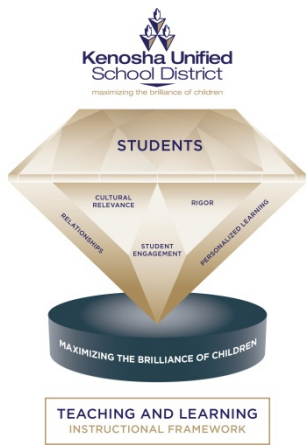 Kenosha Unified
School District
maximizing the brilliance of children
STUDENTS
CULTURAL
RELEVANCE
RIGOR
RELATIONSHIPS
STUDENT
ENGAGEMENT
PERSONALIZED LEARNING
MAXIMIZING THE BRILLIANCE OF CHILDREN
TEACHING AND LEARNING
INSTRUCTIONAL FRAMEWORK